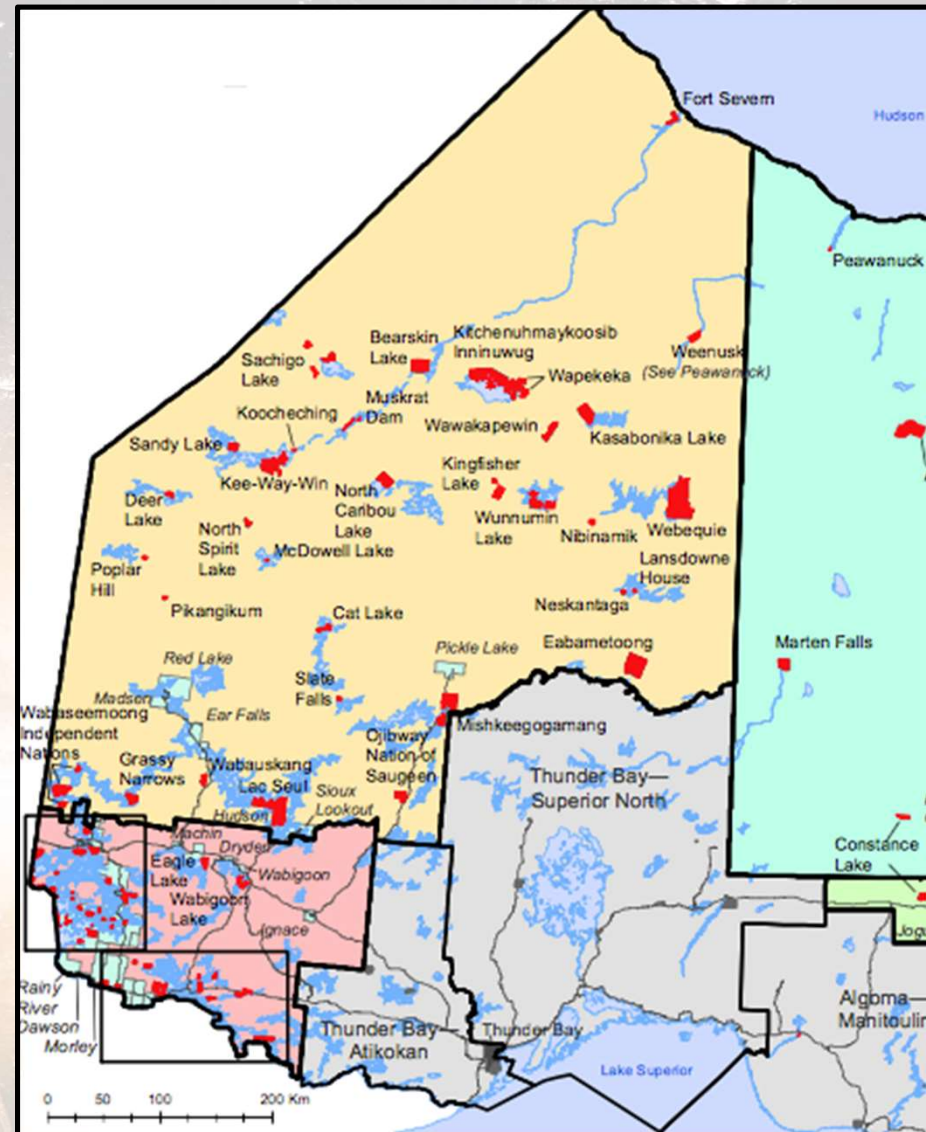 Fort Severn
Hudson
Peawanuck
Weenusk
(See Peawanuck)
Bearskin
Lake
Kitchenuhmaykoosib
Inninuwug
Wapekeka
Sachigo
Lake
Muskrat
Dam
Koocheching
Wawakapewin
Kasabonika Lake
Sandy Lake
Kee-Way-Win
Kingfisher
Lake
Deer
Lake
North
Caribou
Lake
North
Spirit
Lake
McDowell Lake
Wunnumin
Lake
Nibinamik
Webequie
Lansdowne
House
Poplar
Hill
Pikangikum
Neskantaga
Cat Lake
Eabametoong
Marten Falls
Pickle Lake
Red Lake
Madsen
Slate
Falls
Ear Falls
Wabaseemoong
Independent
Nations
Mishkeegogamang
Ojibway
Nation of
Saugeen
Grassy
Narrows
Wabauskang
Lac Seul
Sioux
Lookout
Hudson
Thunder Bay—
Superior North
Machin
Dryden
Constance
Lake
Eagle
Lake
Wabigoon
Wabigoon
Lake
Ignace
Jogu
Rainy
River
Dawson
Morley
Thunder Bay—
Atikokan
Thunder Bay
Algoma—
Manitoulin
Lake Superior
0 50 100 200 Km